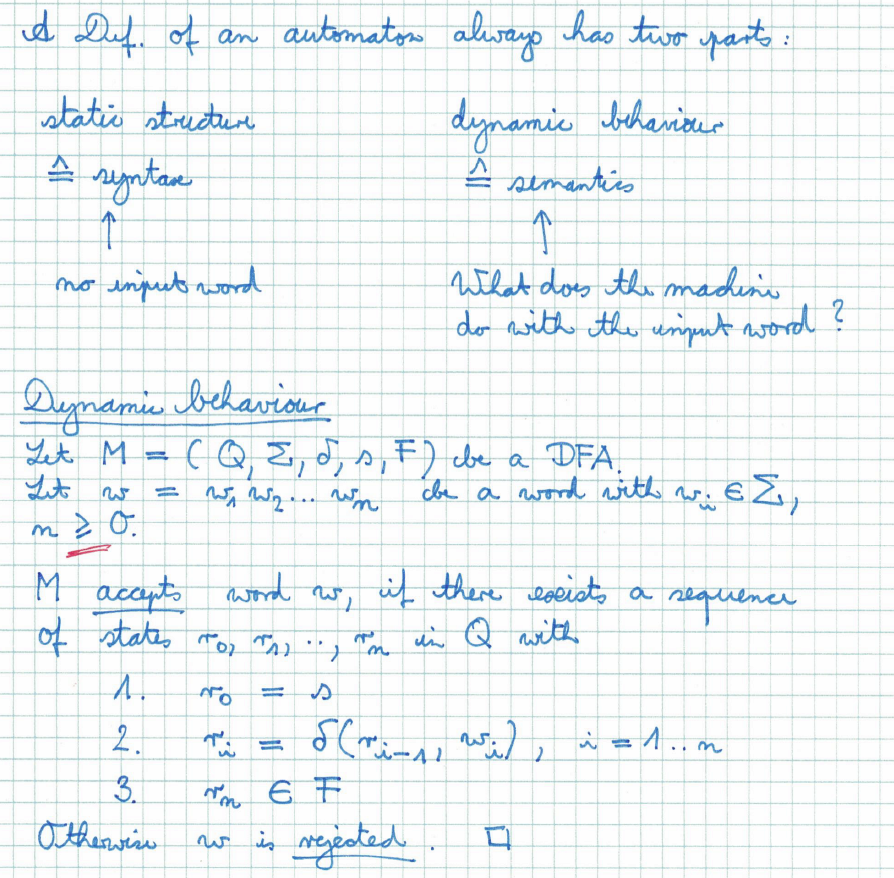 A Def. of an automaton always has two parts:
static structure
dynamic behaviour
≙ syntax
≙ semantics
↑
↑
no input word
What does the machine
do with the input word?
Dynamic behaviour
Let M = (Q, Σ, δ, s, F) be a DFA.
Let w = w₁ w₂ ... wₙ be a word with wᵢ ∈ Σ,
n ≥ 0.
M accepts word w, if there exists a sequence
of states r₀, r₁, .., rₙ in Q with
1. r₀ = s
2. rᵢ = δ(rᵢ₋₁, wᵢ), i = 1..n
3. rₙ ∈ F
Otherwise w is rejected. □